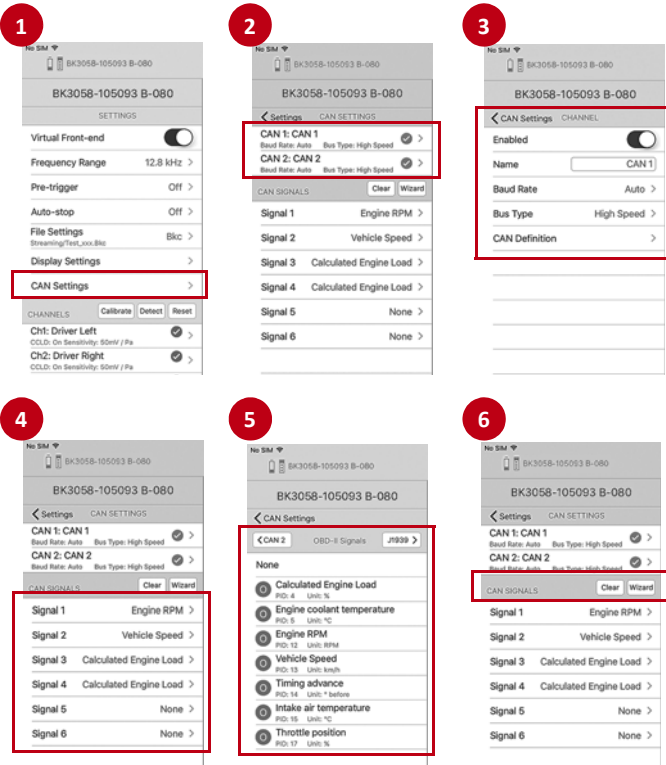 1
No SIM
BK3058-105093 B-080
BK3058-105093 B-080
SETTINGS
Virtual Front-end
Frequency Range 12.8 kHz >
Pre-trigger Off >
Auto-stop Off >
File Settings Bkc >
Streaming/Test_xxx.Bkc
Display Settings >
CAN Settings >
CHANNELS Calibrate Detect Reset
Ch1: Driver Left >
CCLD: On Sensitivity: 50mV / Pa
Ch2: Driver Right >
CCLD: On Sensitivity: 50mV / Pa
2
No SIM
BK3058-105093 B-080
BK3058-105093 B-080
< Settings CAN SETTINGS
CAN 1: CAN 1 >
Baud Rate: Auto Bus Type: High Speed
CAN 2: CAN 2 >
Baud Rate: Auto Bus Type: High Speed
CAN SIGNALS Clear Wizard
Signal 1 Engine RPM >
Signal 2 Vehicle Speed >
Signal 3 Calculated Engine Load >
Signal 4 Calculated Engine Load >
Signal 5 None >
Signal 6 None >
3
No SIM
BK3058-105093 B-080
BK3058-105093 B-080
< CAN Settings CHANNEL
Enabled
Name CAN 1
Baud Rate Auto >
Bus Type High Speed >
CAN Definition >
4
No SIM
BK3058-105093 B-080
BK3058-105093 B-080
< Settings CAN SETTINGS
CAN 1: CAN 1 >
Baud Rate: Auto Bus Type: High Speed
CAN 2: CAN 2 >
Baud Rate: Auto Bus Type: High Speed
CAN SIGNALS Clear Wizard
Signal 1 Engine RPM >
Signal 2 Vehicle Speed >
Signal 3 Calculated Engine Load >
Signal 4 Calculated Engine Load >
Signal 5 None >
Signal 6 None >
5
No SIM
BK3058-105093 B-080
BK3058-105093 B-080
< CAN Settings
< CAN 2 OBD-II Signals J1939 >
None
O Calculated Engine Load
PID: 4 Unit: %
O Engine coolant temperature
PID: 5 Unit: °C
O Engine RPM
PID: 12 Unit: RPM
O Vehicle Speed
PID: 13 Unit: km/h
O Timing advance
PID: 14 Unit: ° before
O Intake air temperature
PID: 15 Unit: °C
O Throttle position
PID: 17 Unit: %
6
No SIM
BK3058-105093 B-080
BK3058-105093 B-080
< Settings CAN SETTINGS
CAN 1: CAN 1 >
Baud Rate: Auto Bus Type: High Speed
CAN 2: CAN 2 >
Baud Rate: Auto Bus Type: High Speed
CAN SIGNALS Clear Wizard
Signal 1 Engine RPM >
Signal 2 Vehicle Speed >
Signal 3 Calculated Engine Load >
Signal 4 Calculated Engine Load >
Signal 5 None >
Signal 6 None >